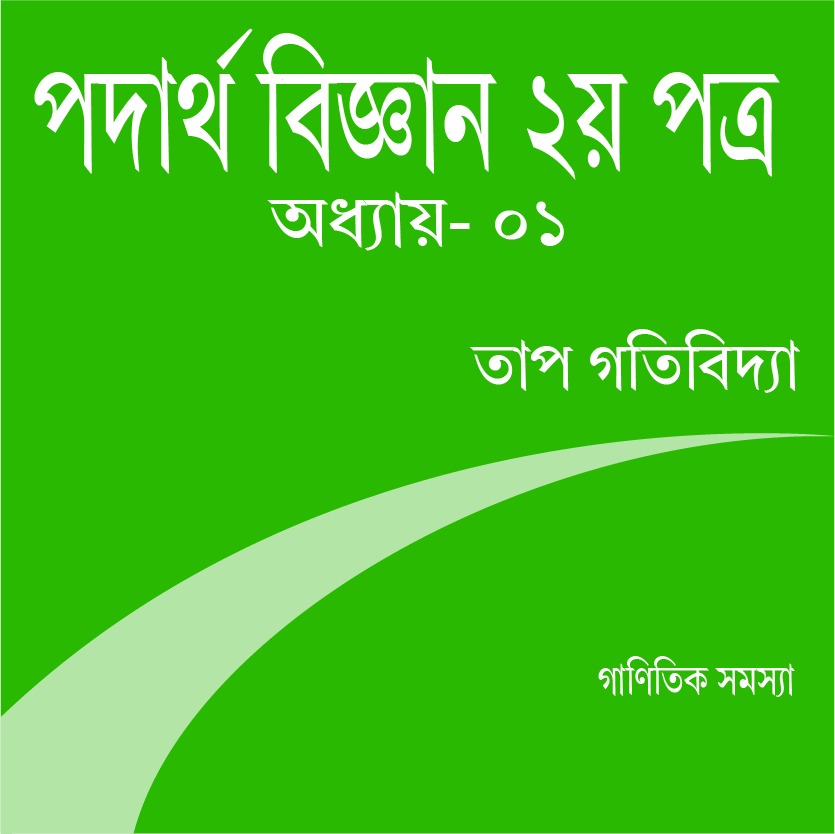 পদার্থ বিজ্ঞান ২য় পত্র
অধ্যায়- ০১
তাপ গতিবিদ্যা
গাণিতিক সমস্যা